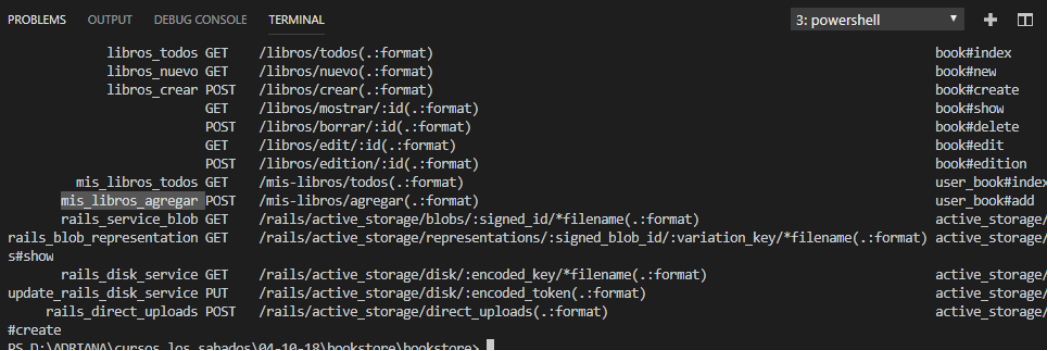 PROBLEMS OUTPUT DEBUG CONSOLE TERMINAL 3: powershell
libros_todos GET /libros/todos(.:format) book#index
libros_nuevo GET /libros/nuevo(.:format) book#new
libros_crear POST /libros/crear(.:format) book#create
GET /libros/mostrar/:id(.:format) book#show
POST /libros/borrar/:id(.:format) book#delete
GET /libros/edit/:id(.:format) book#edit
POST /libros/edition/:id(.:format) book#edition
mis_libros_todos GET /mis-libros/todos(.:format) user_book#index
mis_libros_agregar POST /mis-libros/agregar(.:format) user_book#add
rails_service_blob GET /rails/active_storage/blobs/:signed_id/*filename(.:format) active_storage/
rails_blob_representation GET /rails/active_storage/representations/:signed_blob_id/:variation_key/*filename(.:format) active_storage/
s#show
rails_disk_service GET /rails/active_storage/disk/:encoded_key/*filename(.:format) active_storage/
update_rails_disk_service PUT /rails/active_storage/disk/:encoded_token(.:format) active_storage/
rails_direct_uploads POST /rails/active_storage/direct_uploads(.:format) active_storage/
#create
PS D:\ADRIANA\cursos los sabados\04-10-18\bookstore\bookstore>